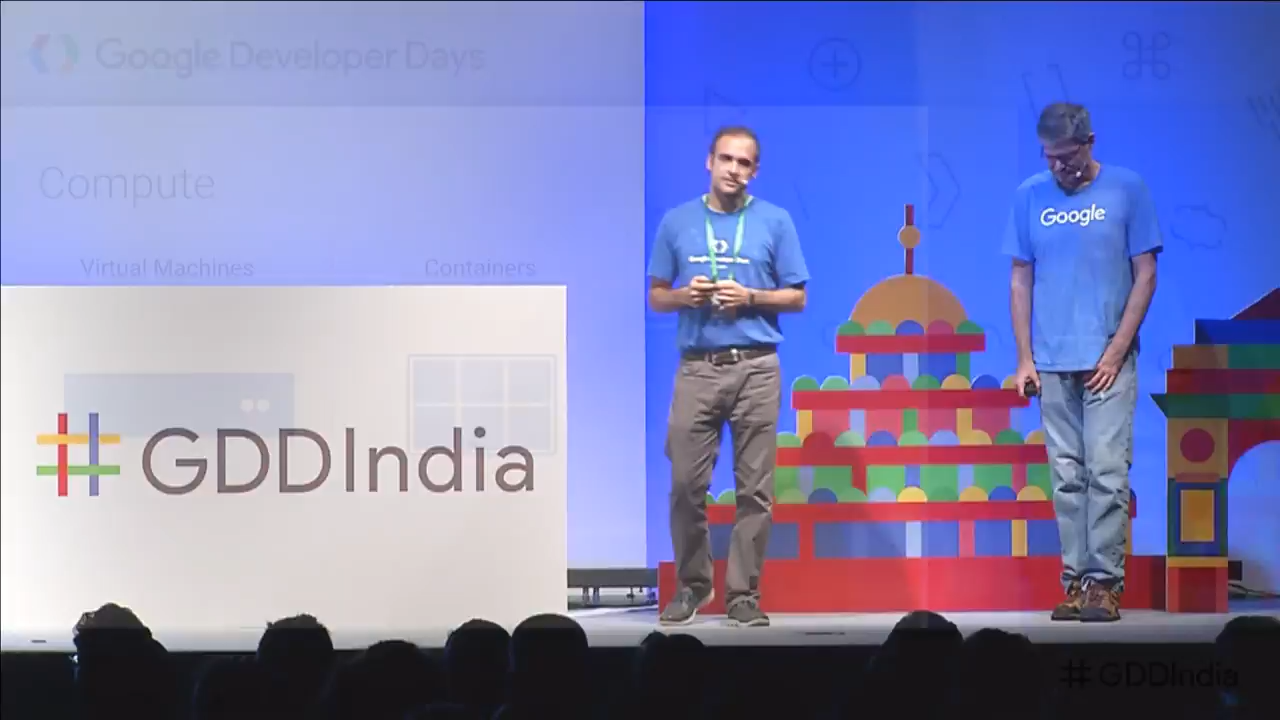 Google Developer Days
Compute
Virtual Machines
Containers
Google
#GDDIndia
#GDDIndia